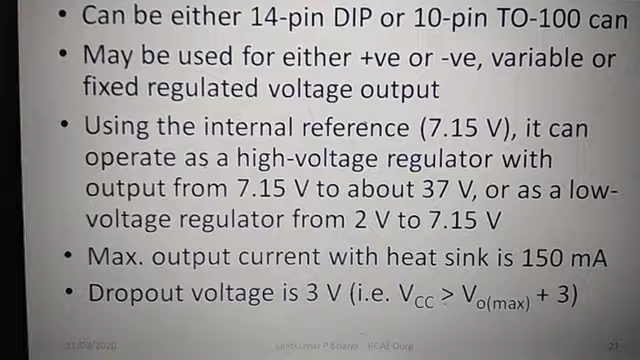 • Can be either 14-pin DIP or 10-pin TO-100 can
• May be used for either +ve or -ve, variable or
fixed regulated voltage output
• Using the internal reference (7.15 V), it can
operate as a high-voltage regulator with
output from 7.15 V to about 37 V, or as a low-
voltage regulator from 2 V to 7.15 V
• Max. output current with heat sink is 150 mA
• Dropout voltage is 3 V (i.e. VCC > Vo(max) + 3)
11/09/2020 Lalitkumar P Bhaiya RCAE Durg 21